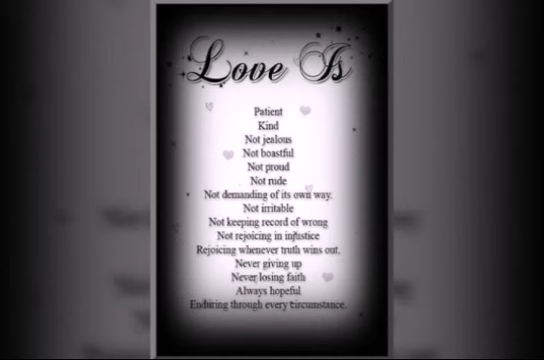 Love Is
Patient
Kind
Not jealous
Not boastful
Not proud
Not rude
Not demanding of its own way.
Not irritable
Not keeping record of wrong
Not rejoicing in injustice
Rejoicing whenever truth wins out.
Never giving up
Never losing faith
Always hopeful
Enduring through every circumstance.